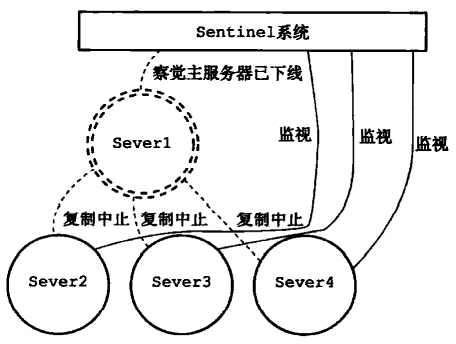 Sentinel系统
察觉主服务器已下线
Sever1
监视
监视
监视
复制中止
复制中止
复制中止
Sever2
Sever3
Sever4